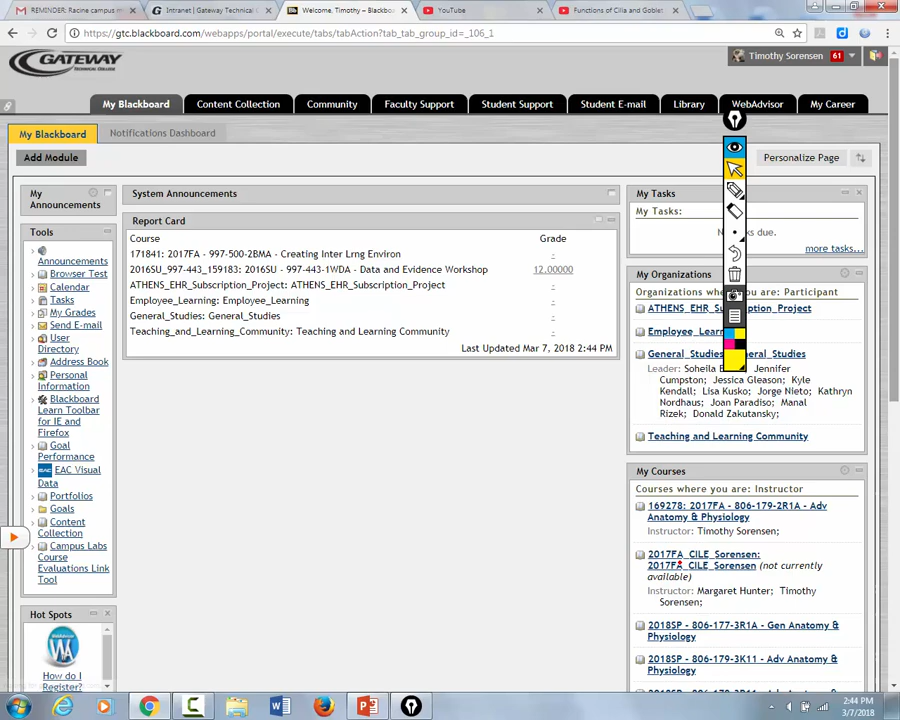 REMINDER: Racine campus m
Intranet | Gateway Technical
Welcome, Timothy – Blackbo
YouTube
Functions of Cilia and Goble
https://gtc.blackboard.com/webapps/portal/execute/tabs/tabAction?tab_tab_group_id=_106_1
GATEWAY
TECHNICAL COLLEGE
Timothy Sorensen 61
My Blackboard
Content Collection
Community
Faculty Support
Student Support
Student E-mail
Library
WebAdvisor
My Career
My Blackboard
Notifications Dashboard
Add Module
Personalize Page
My
Announcements
Tools
Announcements
Browser Test
Calendar
Tasks
My Grades
Send E-mail
User
Directory
Address Book
Personal
Information
Blackboard
Learn Toolbar
for IE and
Firefox
Goal
Performance
EAC EAC Visual
Data
Portfolios
Goals
Content
Collection
Campus Labs
Course
Evaluations Link
Tool
Hot Spots
WebAdvisor
WA
How do I
Register?
System Announcements
Report Card
Course Grade
171841: 2017FA - 997-500-2BMA - Creating Inter Lrng Environ -
2016SU_997-443_159183: 2016SU - 997-443-1WDA - Data and Evidence Workshop 12.00000
ATHENS_EHR_Subscription_Project: ATHENS_EHR_Subscription_Project -
Employee_Learning: Employee_Learning -
General_Studies: General_Studies -
Teaching_and_Learning_Community: Teaching and Learning Community -
Last Updated Mar 7, 2018 2:44 PM
My Tasks
My Tasks:
No due.
more tasks...
My Organizations
Organizations where you are: Participant
ATHENS_EHR_Subscription_Project
Employee_Learn
General_Studies: General_Studies
Leader: Soheila Jennifer
Cumpston; Jessica Gleason; Kyle
Kendall; Lisa Kusko; Jorge Nieto; Kathryn
Nordhaus; Joan Paradiso; Manal
Rizek; Donald Zakutansky;
Teaching and Learning Community
My Courses
Courses where you are: Instructor
169278: 2017FA - 806-179-2R1A - Adv
Anatomy & Physiology
Instructor: Timothy Sorensen;
2017FA_CILE_Sorensen:
2017FA_CILE_Sorensen (not currently
available)
Instructor: Margaret Hunter; Timothy
Sorensen;
2018SP - 806-177-3R1A - Gen Anatomy &
Physiology
2018SP - 806-179-3K11 - Adv Anatomy &
Physiology
2:44 PM
3/7/2018